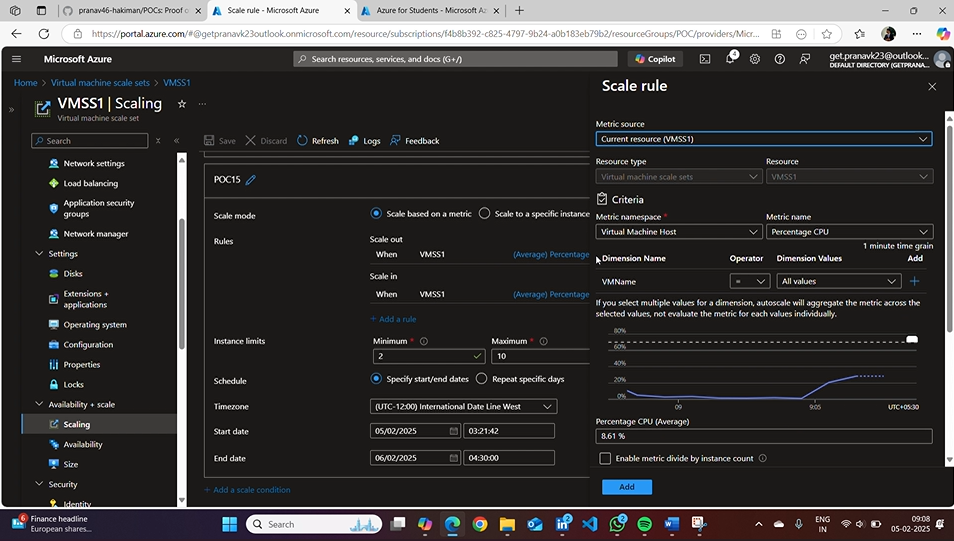 pranav46-hakiman/POCs: Proof o
Scale rule - Microsoft Azure
Azure for Students - Microsoft Az
https://portal.azure.com/#@getpranavk23outlook.onmicrosoft.com/resource/subscriptions/f4b8b392-c825-4797-9b24-a0b183eb79b2/resourceGroups/POC/providers/Micr...
Microsoft Azure
Search resources, services, and docs (G+/)
Copilot
4
get.pranavk23@outlook...
DEFAULT DIRECTORY (GETPRANA...
Home > Virtual machine scale sets > VMSS1
VMSS1 | Scaling
Virtual machine scale set
Search
Network settings
Load balancing
Application security
groups
Network manager
Settings
Disks
Extensions +
applications
Operating system
Configuration
Properties
Locks
Availability + scale
Scaling
Availability
Size
Security
Identity
Save
Discard
Refresh
Logs
Feedback
POC15
Scale mode
Scale based on a metric
Scale to a specific instance
Rules
Scale out
When VMSS1 (Average) Percentage
Scale in
When VMSS1 (Average) Percentage
+ Add a rule
Instance limits
Minimum *
Maximum *
2
10
Schedule
Specify start/end dates
Repeat specific days
Timezone
(UTC-12:00) International Date Line West
Start date
05/02/2025
03:21:42
End date
06/02/2025
04:30:00
+ Add a scale condition
Scale rule
Metric source
Current resource (VMSS1)
Resource type
Resource
Virtual machine scale sets
VMSS1
Criteria
Metric namespace *
Metric name
Virtual Machine Host
Percentage CPU
1 minute time grain
Dimension Name
Operator
Dimension Values
Add
VMName
=
All values
+
If you select multiple values for a dimension, autoscale will aggregate the metric across the
selected values, not evaluate the metric for each values individually.
80%
60%
40%
20%
0%
09
9:05
UTC+05:30
Percentage CPU (Average)
8.61 %
Enable metric divide by instance count
Add
6
Finance headline
European shares...
Search
2
2
ENG
IN
09:08
05-02-2025